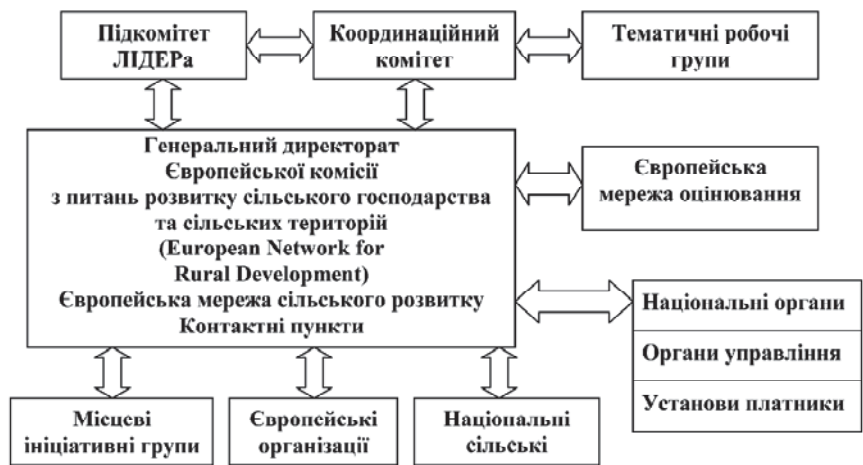 Підкомітет
ЛІДЕРа
Координаційний
комітет
Тематичні робочі
групи
Генеральний директорат
Європейської комісії
з питань розвитку сільського господарства
та сільських територій
(European Network for
Rural Development)
Європейська мережа сільського розвитку
Контактні пункти
Європейська
мережа оцінювання
Національні органи
Органи управління
Установи платники
Місцеві
ініціативні групи
Європейські
організації
Національні
сільські